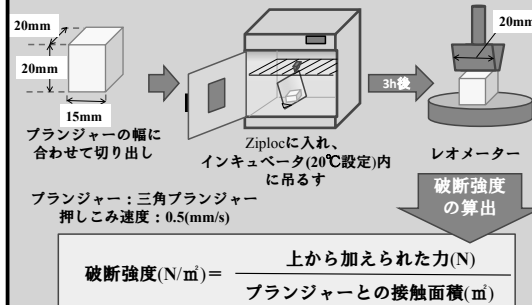 20mm
20mm
15mm
プランジャーの幅に
合わせて切り出し
Ziplocに入れ、
インキュベータ(20℃設定)内
に吊るす
3h後
20mm
レオメーター
プランジャー：三角プランジャー
押しこみ速度：0.5(mm/s)
破断強度
の算出
破断強度(N/㎡)＝
上から加えられた力(N)
プランジャーとの接触面積(㎡)